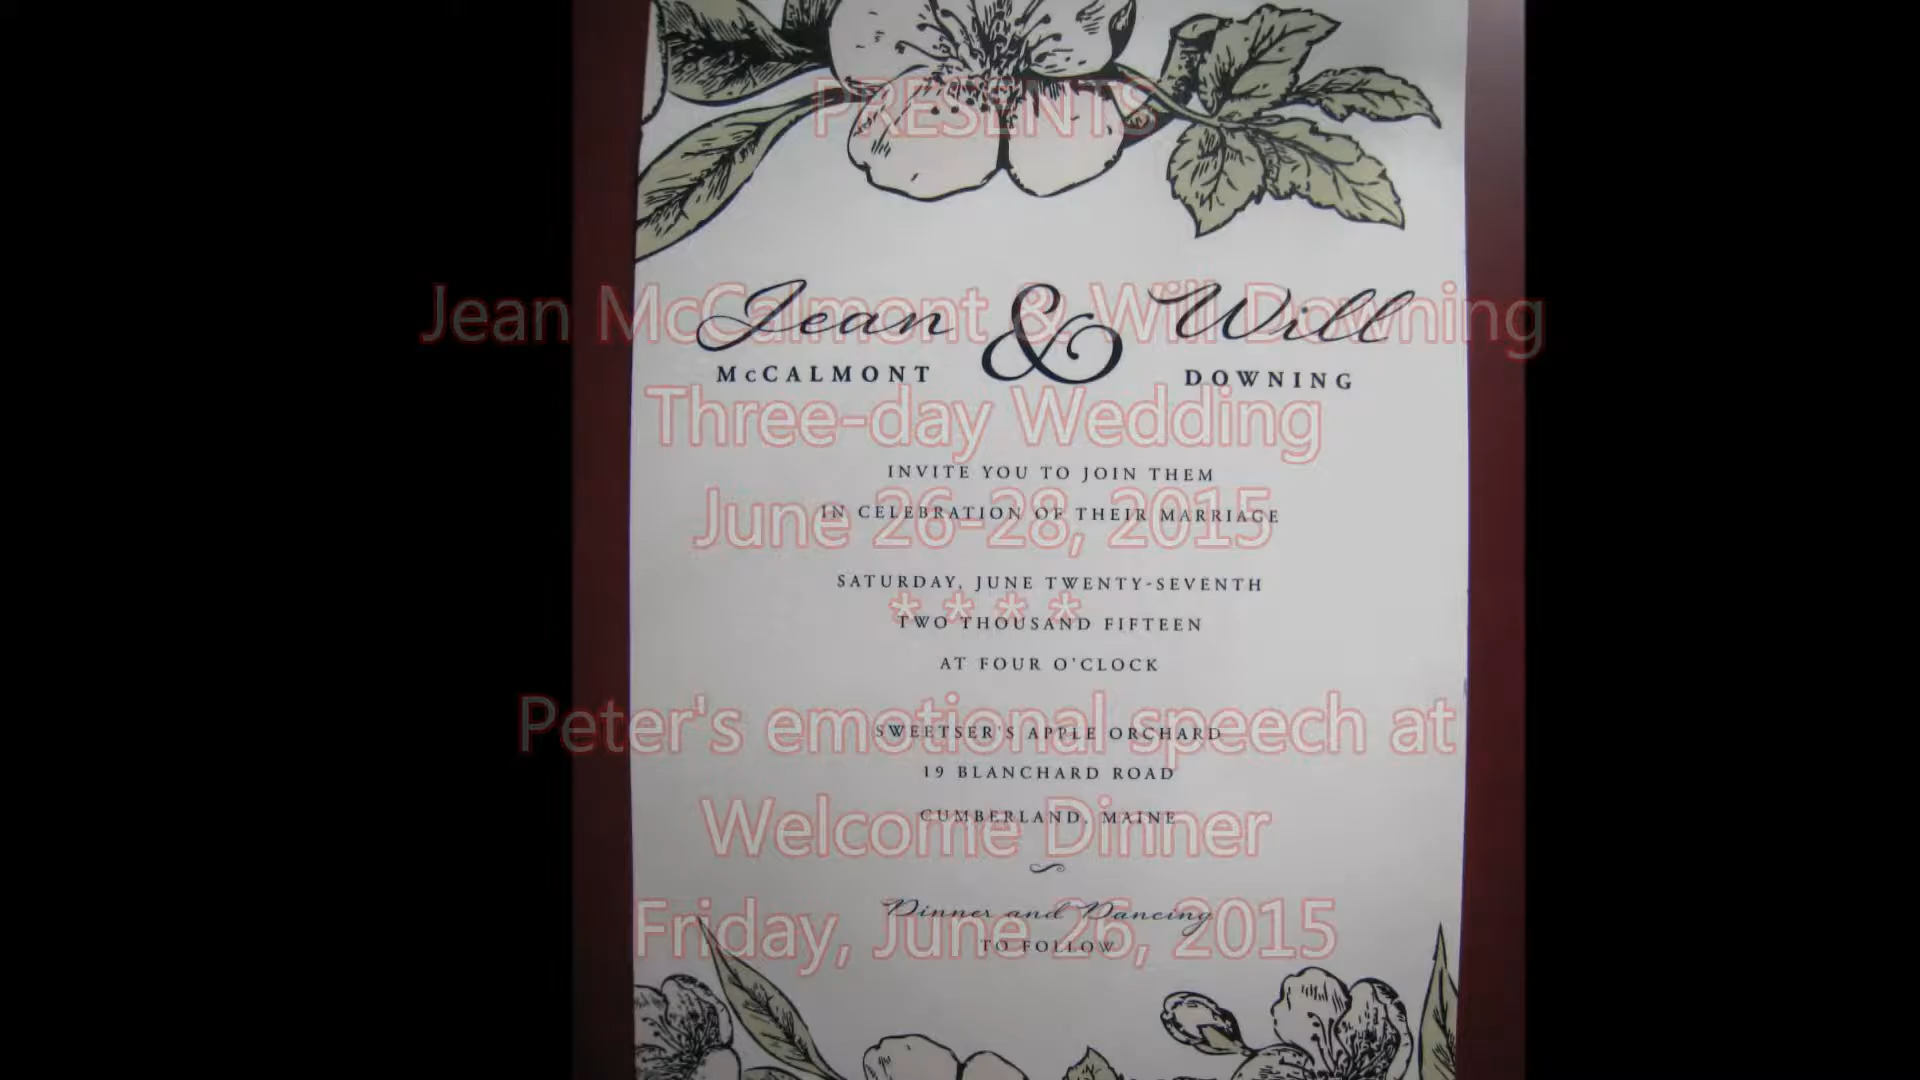 PRESENTS
Jean McCalmont & Will Downing
Three-day Wedding
June 26-28, 2015
* * * *
Peter's emotional speech at
Welcome Dinner
Friday, June 26, 2015
Jean & Will
McCALMONT DOWNING
INVITE YOU TO JOIN THEM
IN CELEBRATION OF THEIR MARRIAGE
SATURDAY, JUNE TWENTY-SEVENTH
TWO THOUSAND FIFTEEN
AT FOUR O'CLOCK
SWEETSER'S APPLE ORCHARD
19 BLANCHARD ROAD
CUMBERLAND, MAINE
Dinner and Dancing
TO FOLLOW